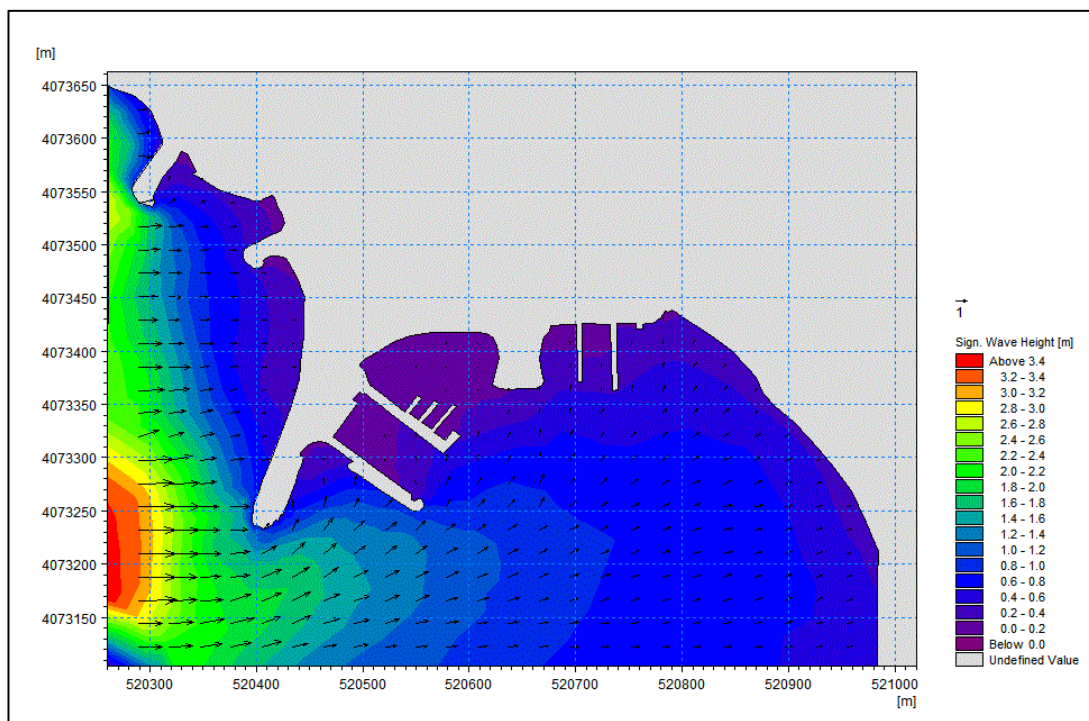 [m]
4073650
4073600
4073550
4073500
4073450
4073400
4073350
4073300
4073250
4073200
4073150
520300 520400 520500 520600 520700 520800 520900 521000
[m]
1
Sign. Wave Height [m]
Above 3.4
3.2 - 3.4
3.0 - 3.2
2.8 - 3.0
2.6 - 2.8
2.4 - 2.6
2.2 - 2.4
2.0 - 2.2
1.8 - 2.0
1.6 - 1.8
1.4 - 1.6
1.2 - 1.4
1.0 - 1.2
0.8 - 1.0
0.6 - 0.8
0.4 - 0.6
0.2 - 0.4
0.0 - 0.2
Below 0.0
Undefined Value